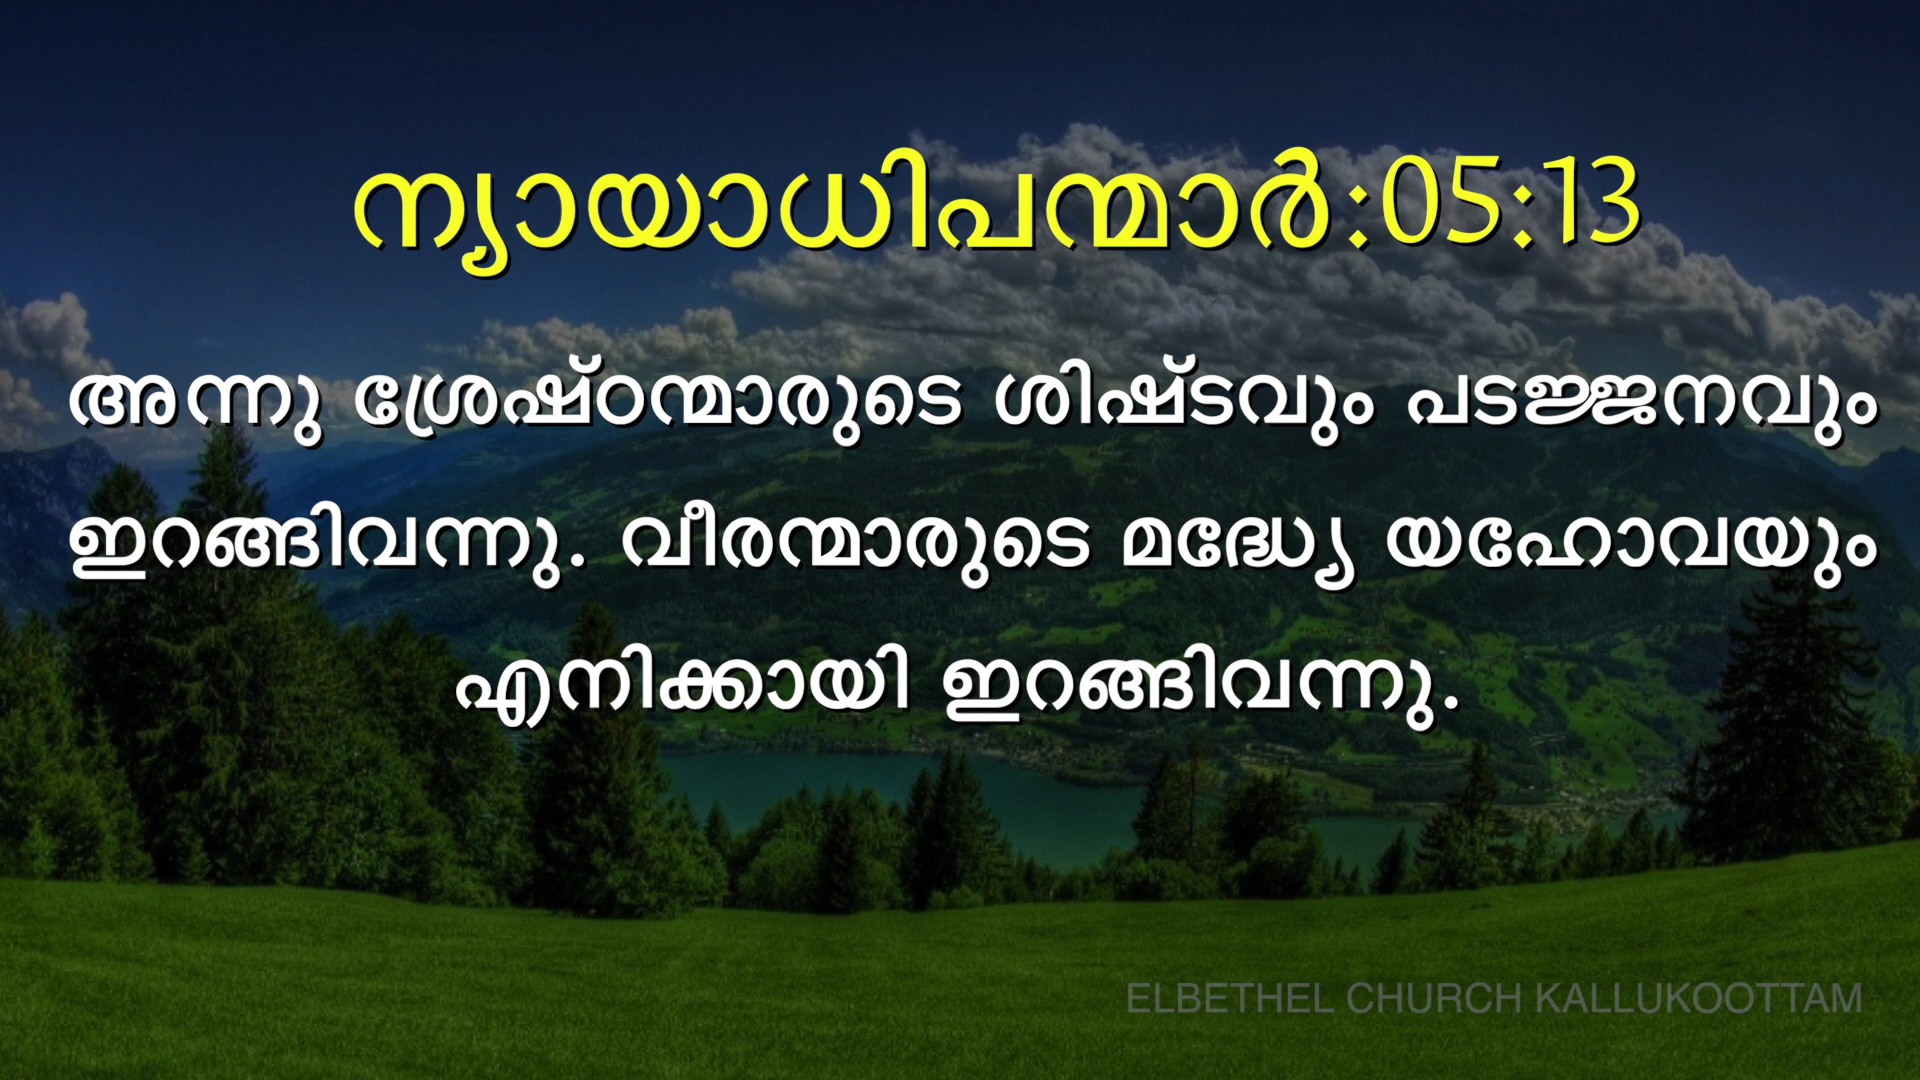 ന്യായാധിപന്മാർ:05:13
അന്നു ശ്രേഷ്ഠന്മാരുടെ ശിഷ്ടവും പടജ്ജനവും
ഇറങ്ങിവന്നു. വീരന്മാരുടെ മദ്ധ്യേ യഹോവയും
എനിക്കായി ഇറങ്ങിവന്നു.
ELBETHEL CHURCH KALLUKOOTTAM